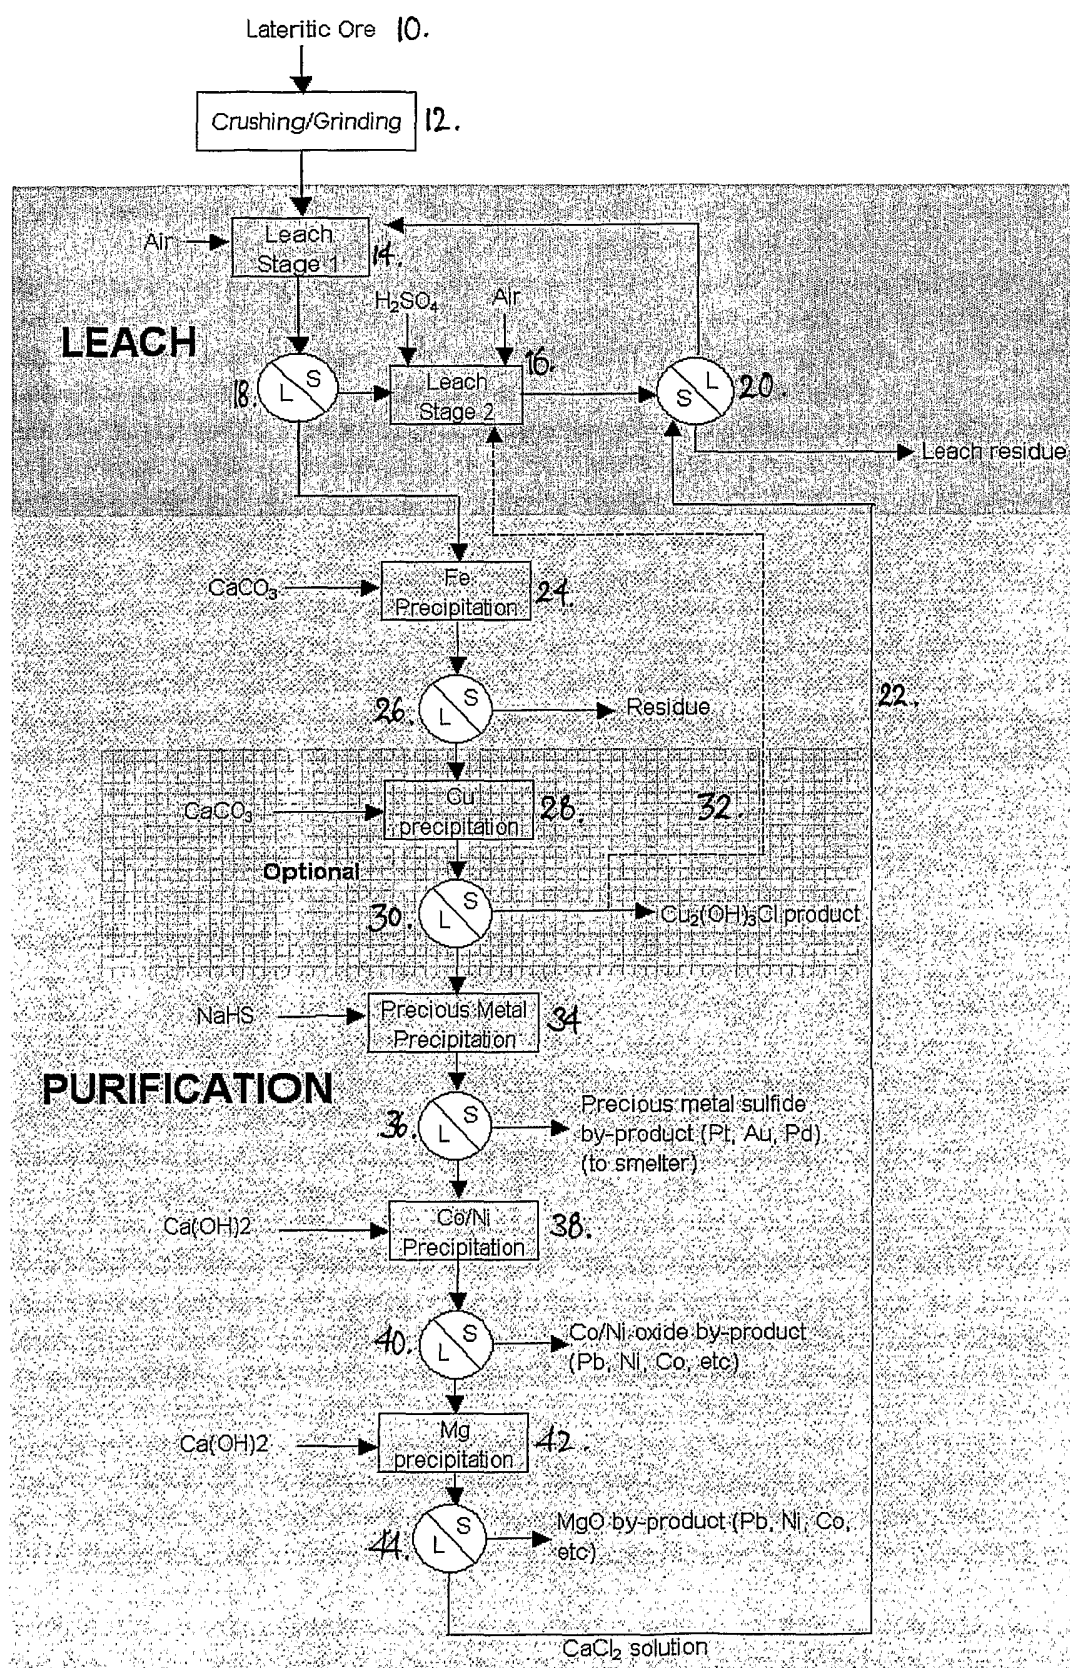 Lateritic Ore 10.
Crushing/Grinding 12.
Leach
Stage 1
14.
Air
H₂SO₄
Air
LEACH
18.
L
S
Leach
Stage 2
16.
S
L
20.
Leach residue
CaCO₃
Fe
Precipitation
24.
26.
L
S
Residue
22.
CaCO₃
Cu
precipitation
28.
32.
Optional
30.
L
S
Cu₂(OH)₃Cl product
NaHS
Precious Metal
Precipitation
34
PURIFICATION
36.
L
S
Precious metal sulfide
by-product (Pt, Au, Pd)
(to smelter)
Ca(OH)2
Co/Ni
Precipitation
38.
40.
L
S
Co/Ni oxide by-product
(Pb, Ni, Co, etc)
Ca(OH)2
Mg
precipitation
42.
44.
L
S
MgO by-product (Pb, Ni, Co,
etc)
CaCl₂ solution